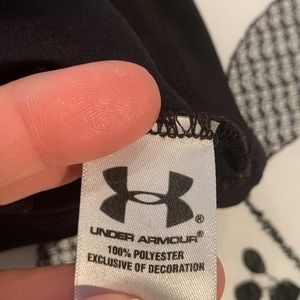 ®
UNDER ARMOUR®
100% POLYESTER
EXCLUSIVE OF DECORATION